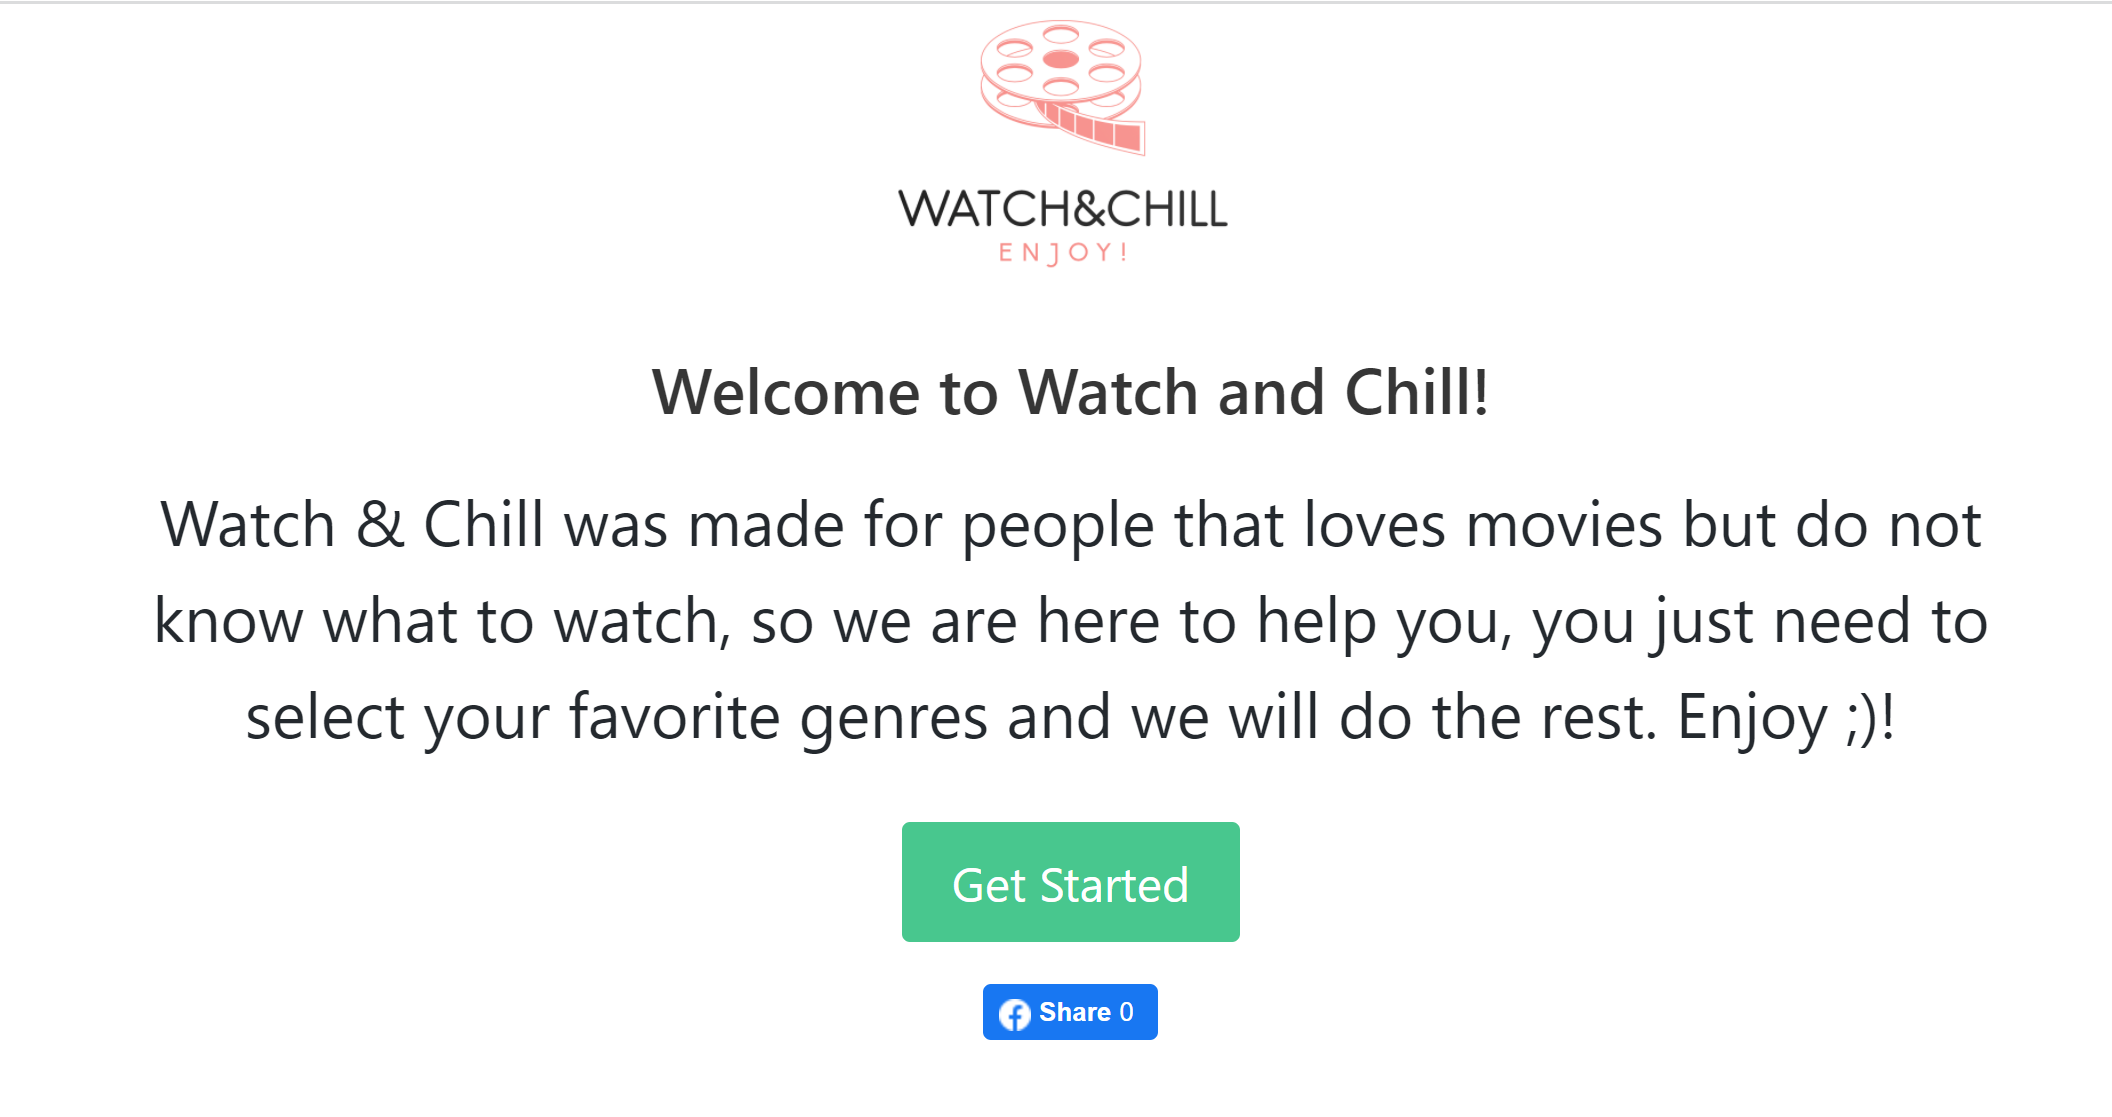 WATCH&CHILL
ENJOY!
Welcome to Watch and Chill!
Watch & Chill was made for people that loves movies but do not
know what to watch, so we are here to help you, you just need to
select your favorite genres and we will do the rest. Enjoy ;)!
Get Started
Share 0